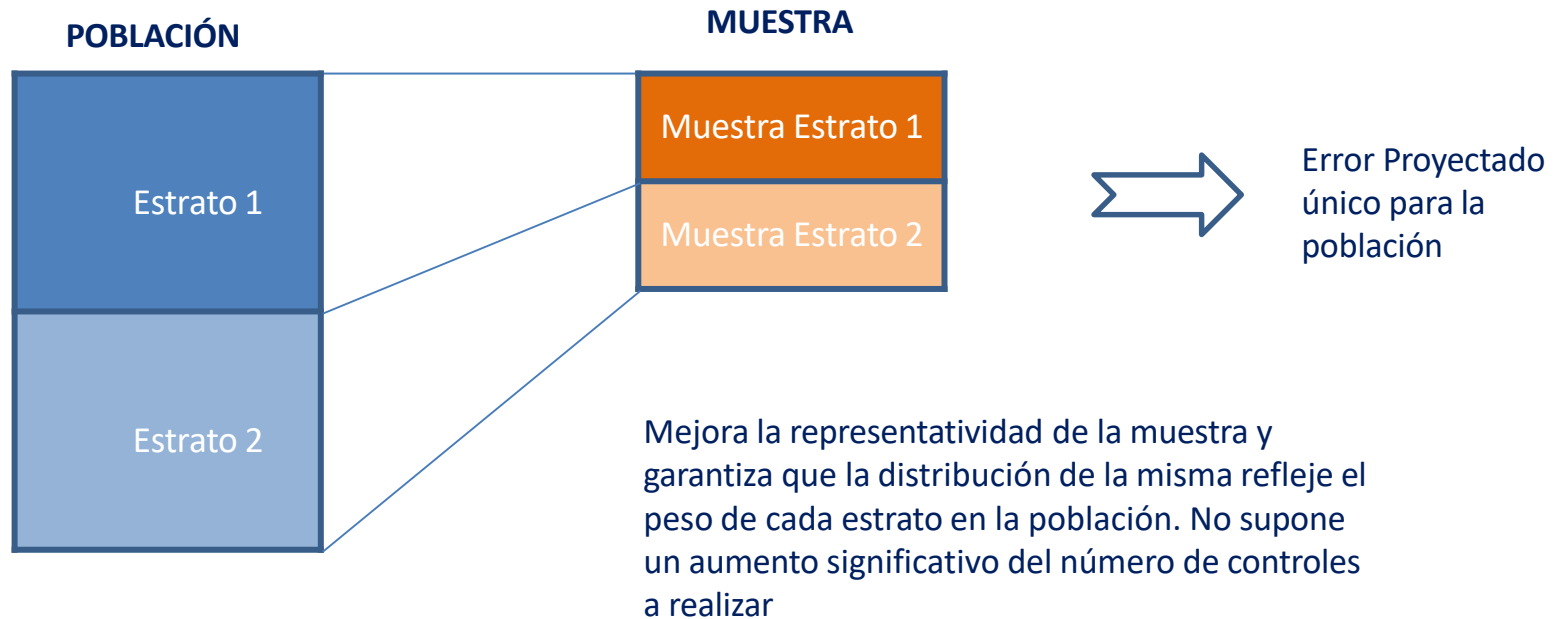 POBLACIÓN
MUESTRA
Estrato 1
Estrato 2
Muestra Estrato 1
Muestra Estrato 2
Error Proyectado
único para la
población
Mejora la representatividad de la muestra y
garantiza que la distribución de la misma refleje el
peso de cada estrato en la población. No supone
un aumento significativo del número de controles
a realizar